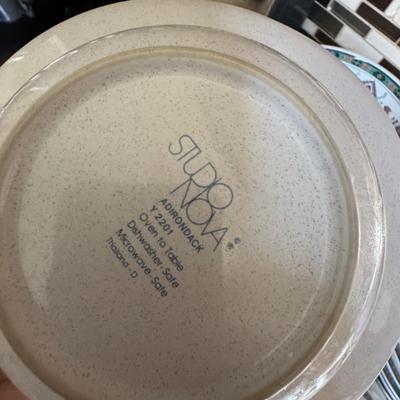 STUDIO
NOVA
ADIRONDACK
Y 2201
Oven to Table
Dishwasher-Safe
Microwave-Safe
Thailand-D